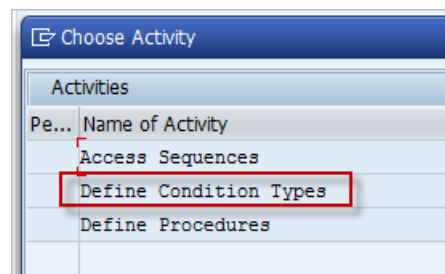 Choose Activity
Activities
Pe... Name of Activity
Access Sequences
Define Condition Types
Define Procedures